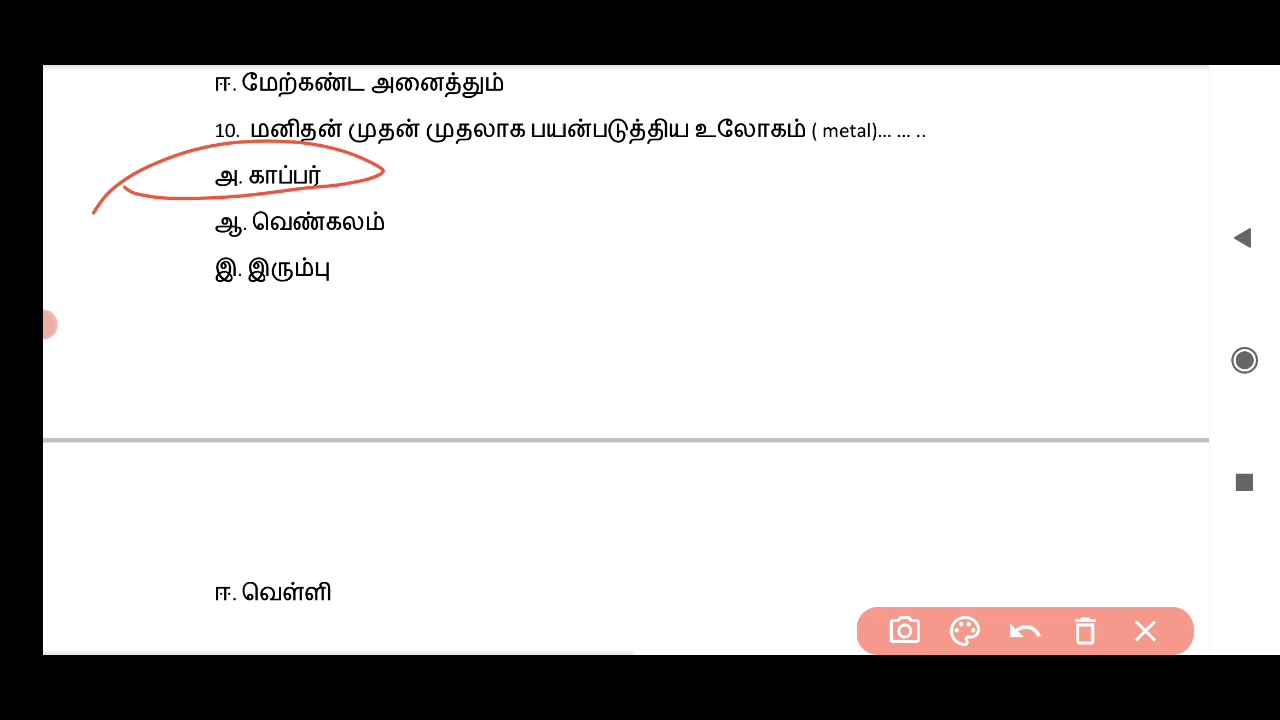 ஈ. மேற்கண்ட அனைத்தும்
10. மனிதன் முதன் முதலாக பயன்படுத்திய உலோகம் ( metal)... ... ..
அ. காப்பர்
ஆ. வெண்கலம்
இ. இரும்பு
ஈ. வெள்ளி